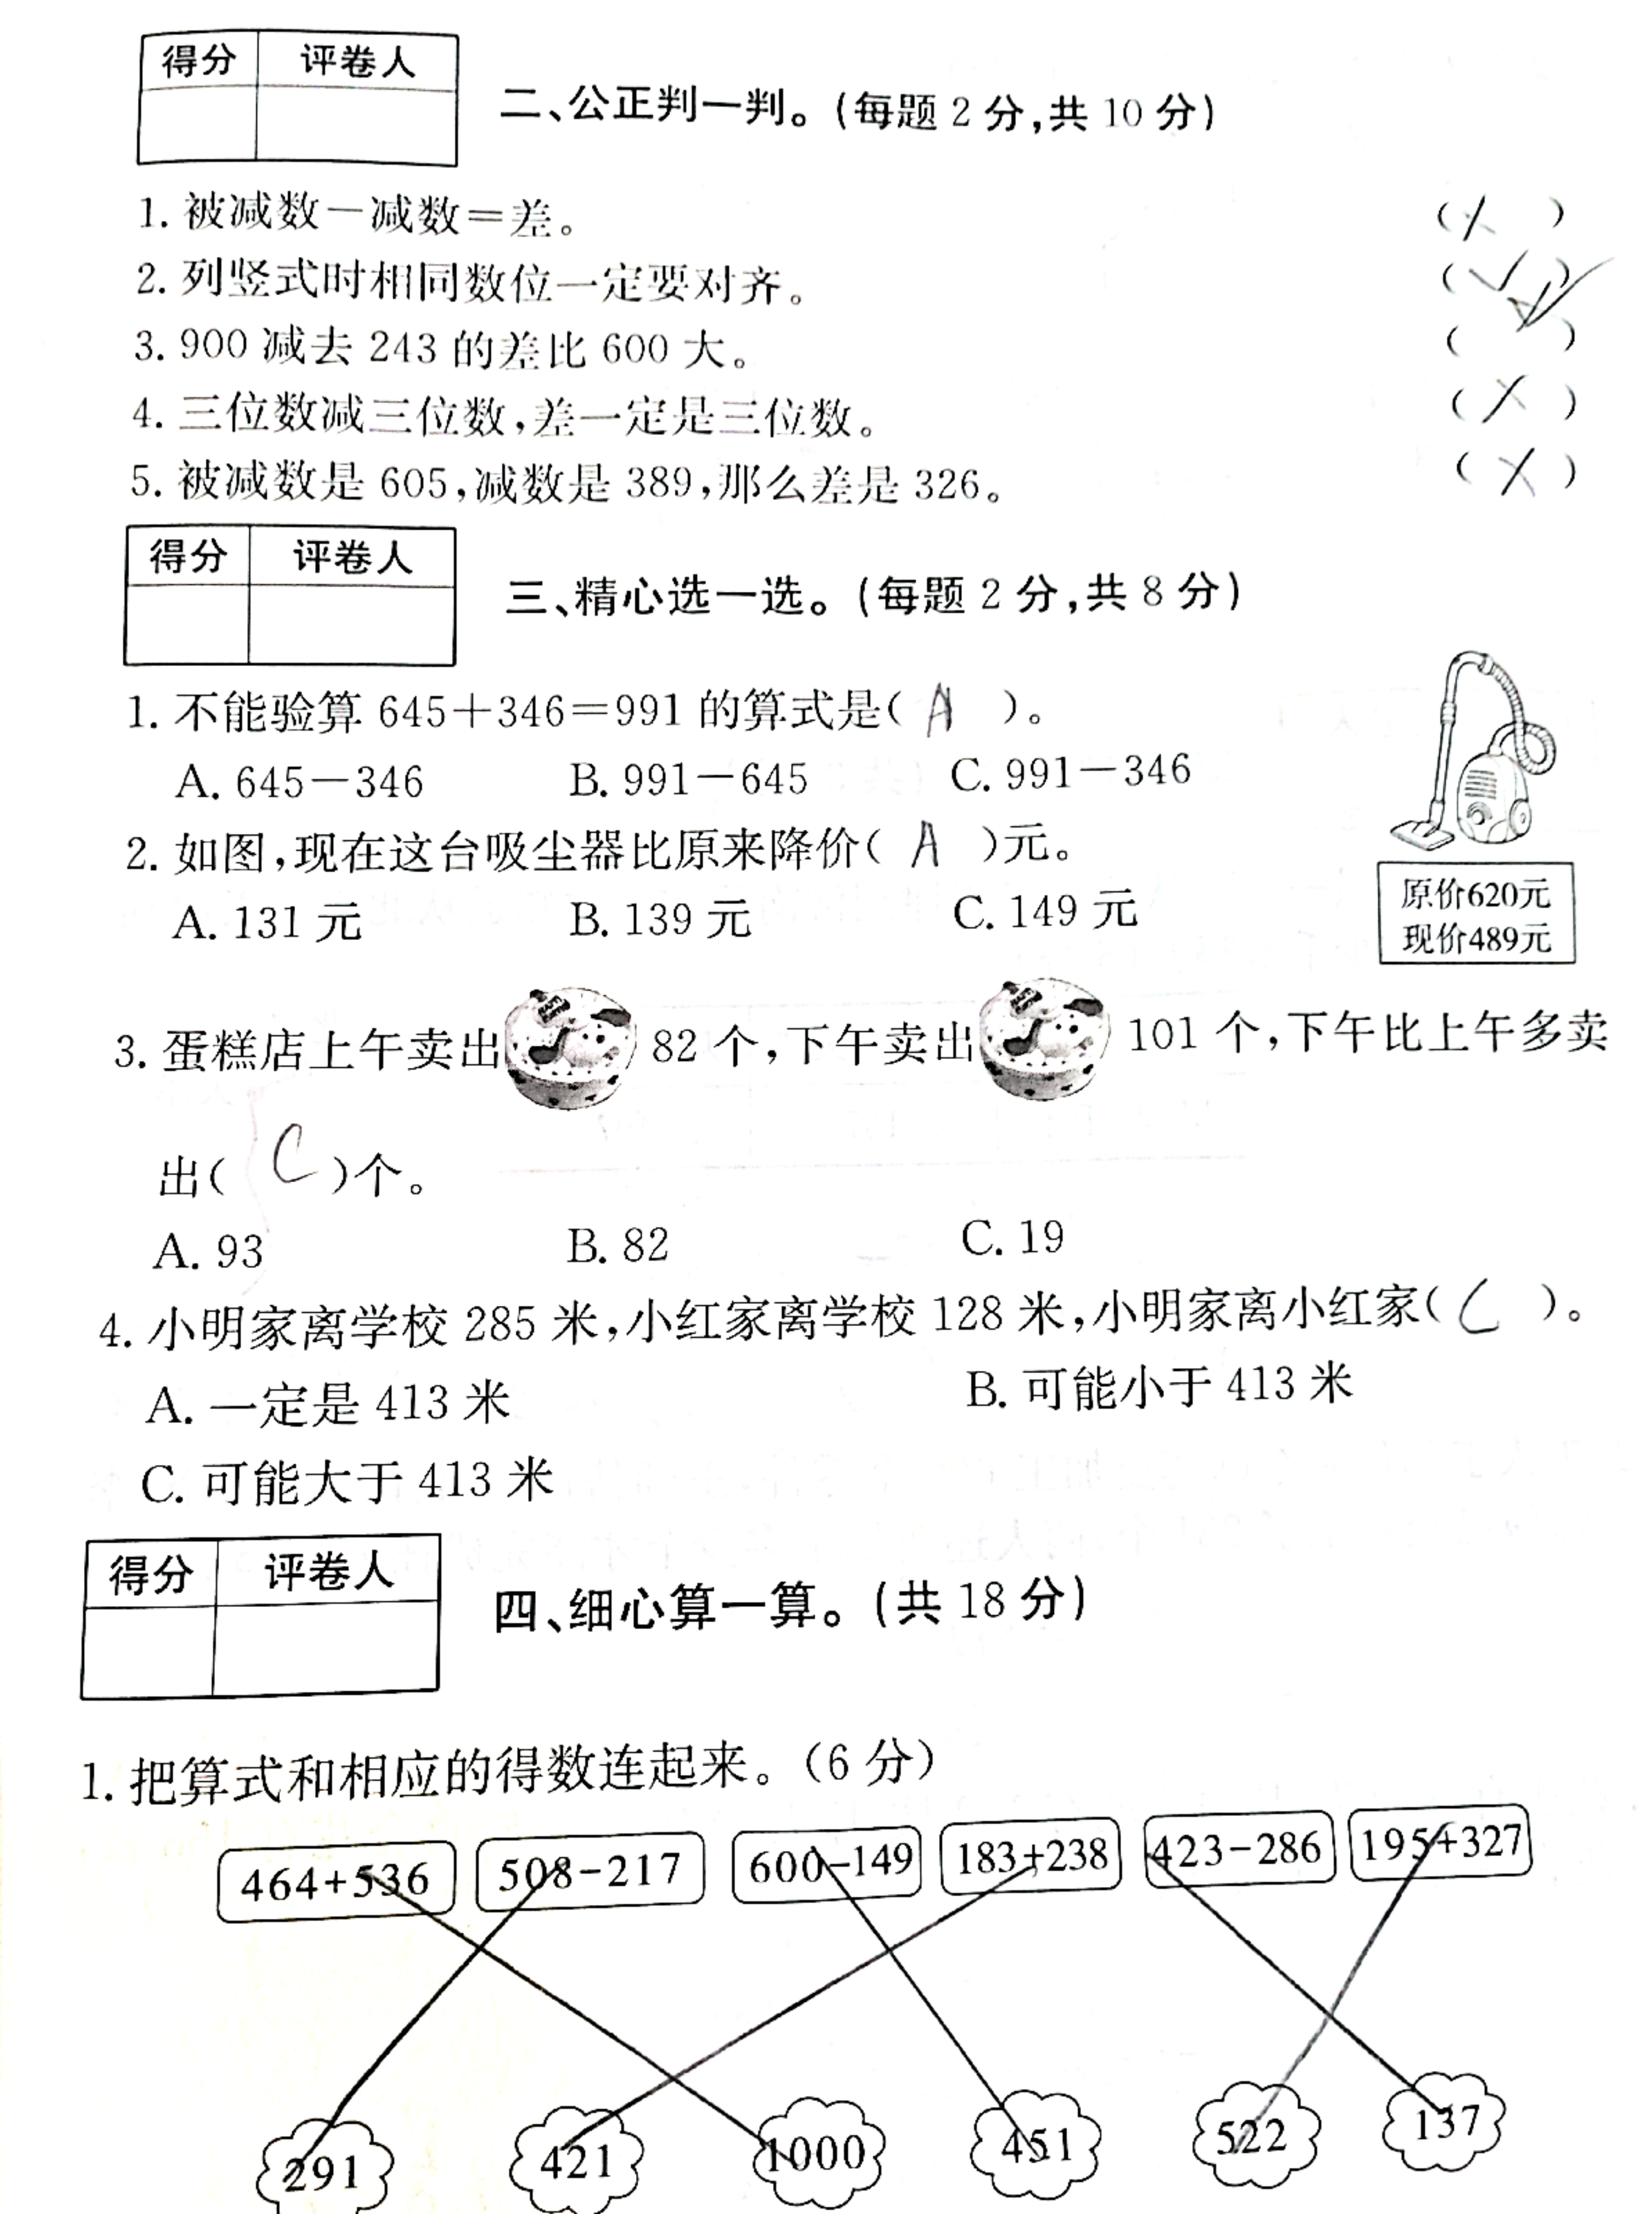 得分 评卷人
二、公正判一判。(每题 2 分,共 10 分)
1. 被减数－减数＝差。 (×)
2. 列竖式时相同数位一定要对齐。 (√)
3. 900 减去 243 的差比 600 大。 (√)
4. 三位数减三位数,差一定是三位数。 (×)
5. 被减数是 605,减数是 389,那么差是 326。 (×)
得分 评卷人
三、精心选一选。(每题 2 分,共 8 分)
1. 不能验算 645＋346＝991 的算式是( A )。
A. 645－346 B. 991－645 C. 991－346
2. 如图,现在这台吸尘器比原来降价( A )元。
A. 131 元 B. 139 元 C. 149 元
原价620元
现价489元
3. 蛋糕店上午卖出 82 个,下午卖出 101 个,下午比上午多卖
出( C )个。
A. 93 B. 82 C. 19
4. 小明家离学校 285 米,小红家离学校 128 米,小明家离小红家( C )。
A. 一定是 413 米 B. 可能小于 413 米
C. 可能大于 413 米
得分 评卷人
四、细心算一算。(共 18 分)
1. 把算式和相应的得数连起来。(6 分)
464+536 508−217 600−149 183+238 423−286 195+327
291 421 1000 451 522 137